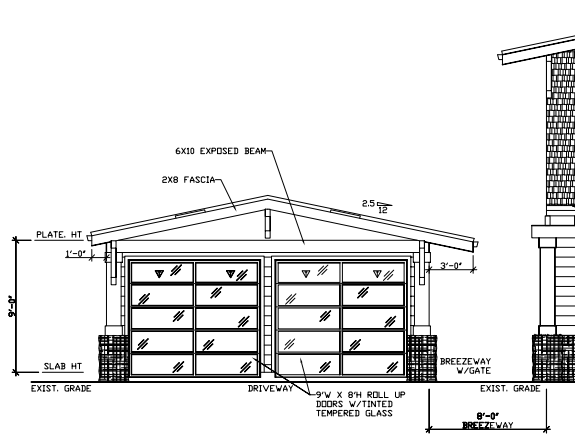 6X10 EXPOSED BEAM
2X8 FASCIA
2.5
12
PLATE. HT
1'-0"
3'-0"
9'-0"
SLAB HT
BREEZEWAY
W/GATE
EXIST. GRADE
DRIVEWAY
EXIST. GRADE
9'W X 8'H ROLL UP
DOORS W/TINTED
TEMPERED GLASS
8'-0"
BREEZEWAY